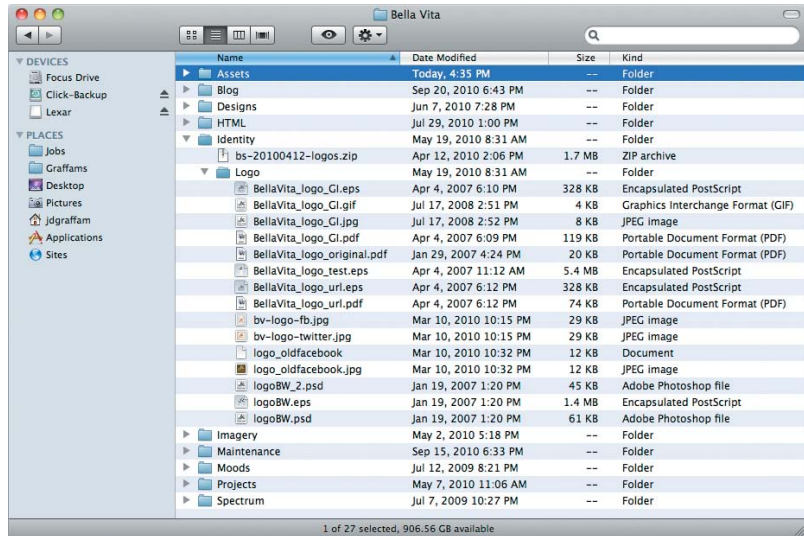 Bella Vita
Name Date Modified Size Kind
DEVICES
Focus Drive
Click-Backup
Lexar
PLACES
Jobs
Graffams
Desktop
Pictures
jdgraffam
Applications
Sites
Assets Today, 4:35 PM -- Folder
Blog Sep 20, 2010 6:43 PM -- Folder
Designs Jun 7, 2010 7:28 PM -- Folder
HTML Jul 29, 2010 1:00 PM -- Folder
Identity May 19, 2010 8:31 AM -- Folder
bs-20100412-logos.zip Apr 12, 2010 2:06 PM 1.7 MB ZIP archive
Logo May 19, 2010 8:31 AM -- Folder
BellaVita_logo_GI.eps Apr 4, 2007 6:10 PM 328 KB Encapsulated PostScript
BellaVita_logo_GI.gif Jul 17, 2008 2:51 PM 4 KB Graphics Interchange Format (GIF)
BellaVita_logo_GI.jpg Jul 17, 2008 2:52 PM 8 KB JPEG image
BellaVita_logo_GI.pdf Apr 4, 2007 6:09 PM 119 KB Portable Document Format (PDF)
BellaVita_logo_original.pdf Jan 29, 2007 4:24 PM 20 KB Portable Document Format (PDF)
BellaVita_logo_test.eps Apr 4, 2007 11:12 AM 5.4 MB Encapsulated PostScript
BellaVita_logo_url.eps Apr 4, 2007 6:12 PM 328 KB Encapsulated PostScript
BellaVita_logo_url.pdf Apr 4, 2007 6:12 PM 74 KB Portable Document Format (PDF)
bv-logo-fb.jpg Mar 10, 2010 10:15 PM 29 KB JPEG image
bv-logo-twitter.jpg Mar 10, 2010 10:15 PM 29 KB JPEG image
logo_oldfacebook Mar 10, 2010 10:32 PM 12 KB Document
logo_oldfacebook.jpg Mar 10, 2010 10:32 PM 12 KB JPEG image
logoBW_2.psd Jan 19, 2007 1:20 PM 45 KB Adobe Photoshop file
logoBW.eps Jan 19, 2007 1:20 PM 1.4 MB Encapsulated PostScript
logoBW.psd Jan 19, 2007 1:20 PM 61 KB Adobe Photoshop file
Imagery May 2, 2010 5:18 PM -- Folder
Maintenance Sep 15, 2010 6:33 PM -- Folder
Moods Jul 12, 2009 8:21 PM -- Folder
Projects May 7, 2010 11:06 AM -- Folder
Spectrum Jul 7, 2009 10:27 PM -- Folder
1 of 27 selected, 906.56 GB available